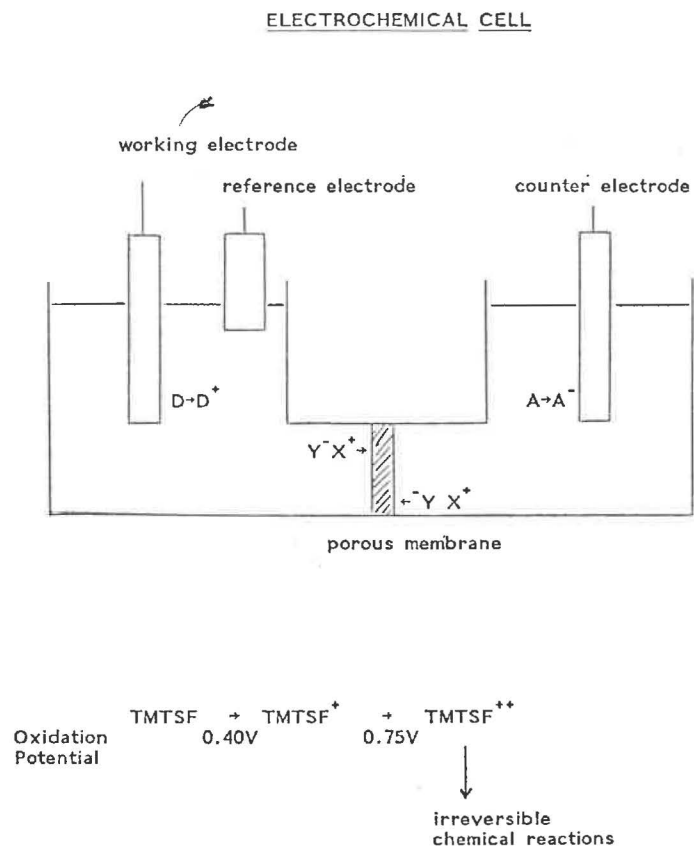 ELECTROCHEMICAL CELL
working electrode
reference electrode
counter electrode
D→D⁺
A→A⁻
Y⁻X⁺→
←⁻Y X⁺
porous membrane
TMTSF → TMTSF⁺ → TMTSF⁺⁺
Oxidation Potential
0.40V 0.75V
irreversible
chemical reactions